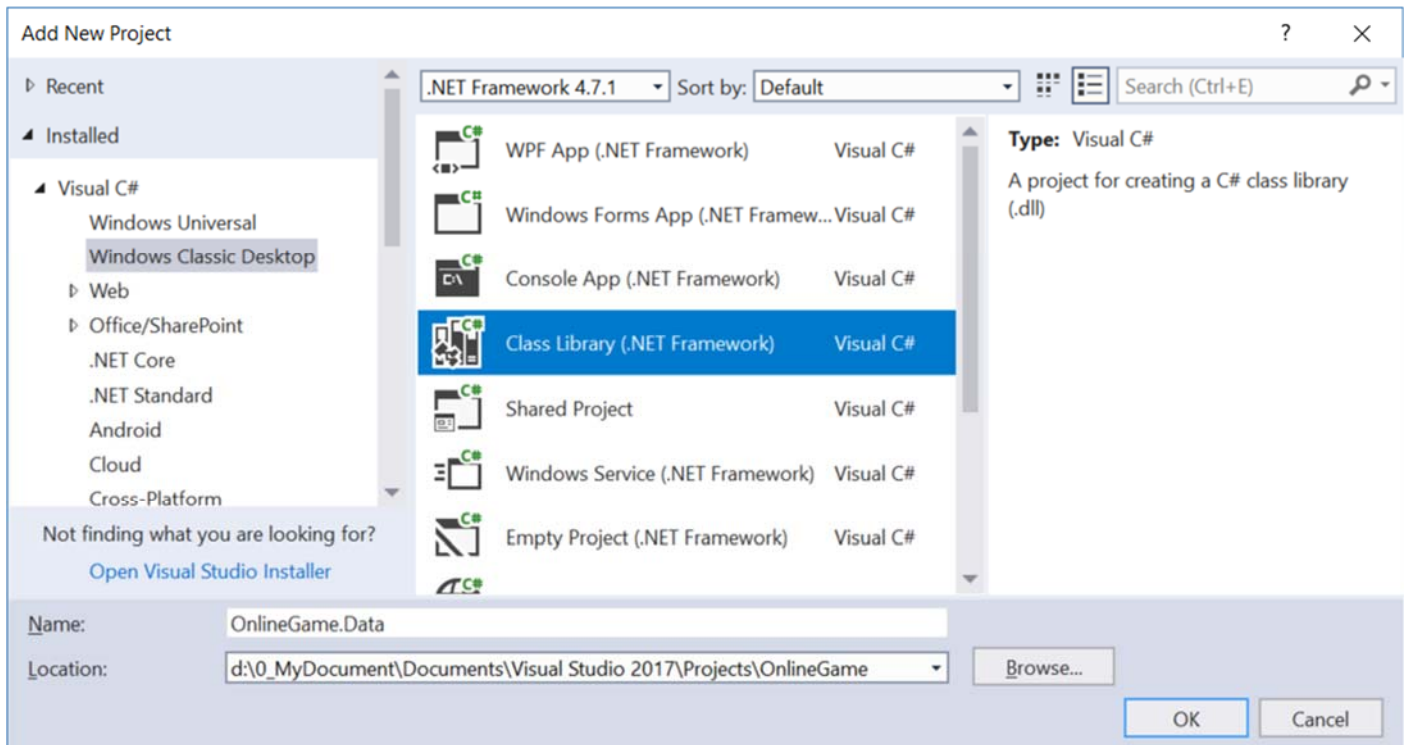 Add New Project
?
Recent
Installed
Visual C#
Windows Universal
Windows Classic Desktop
Web
Office/SharePoint
.NET Core
.NET Standard
Android
Cloud
Cross-Platform
Not finding what you are looking for?
Open Visual Studio Installer
.NET Framework 4.7.1 Sort by: Default
Search (Ctrl+E)
C# WPF App (.NET Framework) Visual C#
C# Windows Forms App (.NET Framew... Visual C#
C# C:\ Console App (.NET Framework) Visual C#
C# Class Library (.NET Framework) Visual C#
C# Shared Project Visual C#
C# Windows Service (.NET Framework) Visual C#
C# Empty Project (.NET Framework) Visual C#
C#
Type: Visual C#
A project for creating a C# class library
(.dll)
Name: OnlineGame.Data
Location: d:\0_MyDocument\Documents\Visual Studio 2017\Projects\OnlineGame
Browse...
OK Cancel